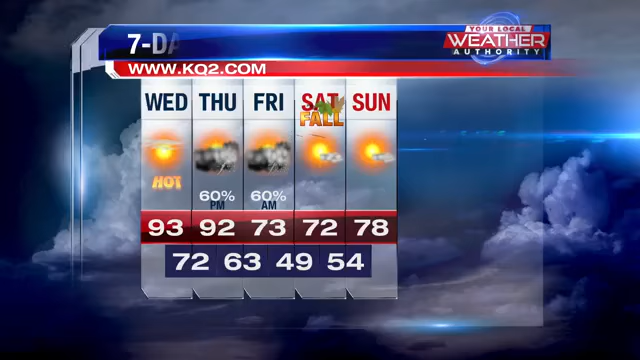 7-DA
YOUR LOCAL
WEATHER
AUTHORITY
WWW.KQ2.COM
WED THU FRI SAT SUN
FALL
HOT
60% 60%
PM AM
93 92 73 72 78
72 63 49 54